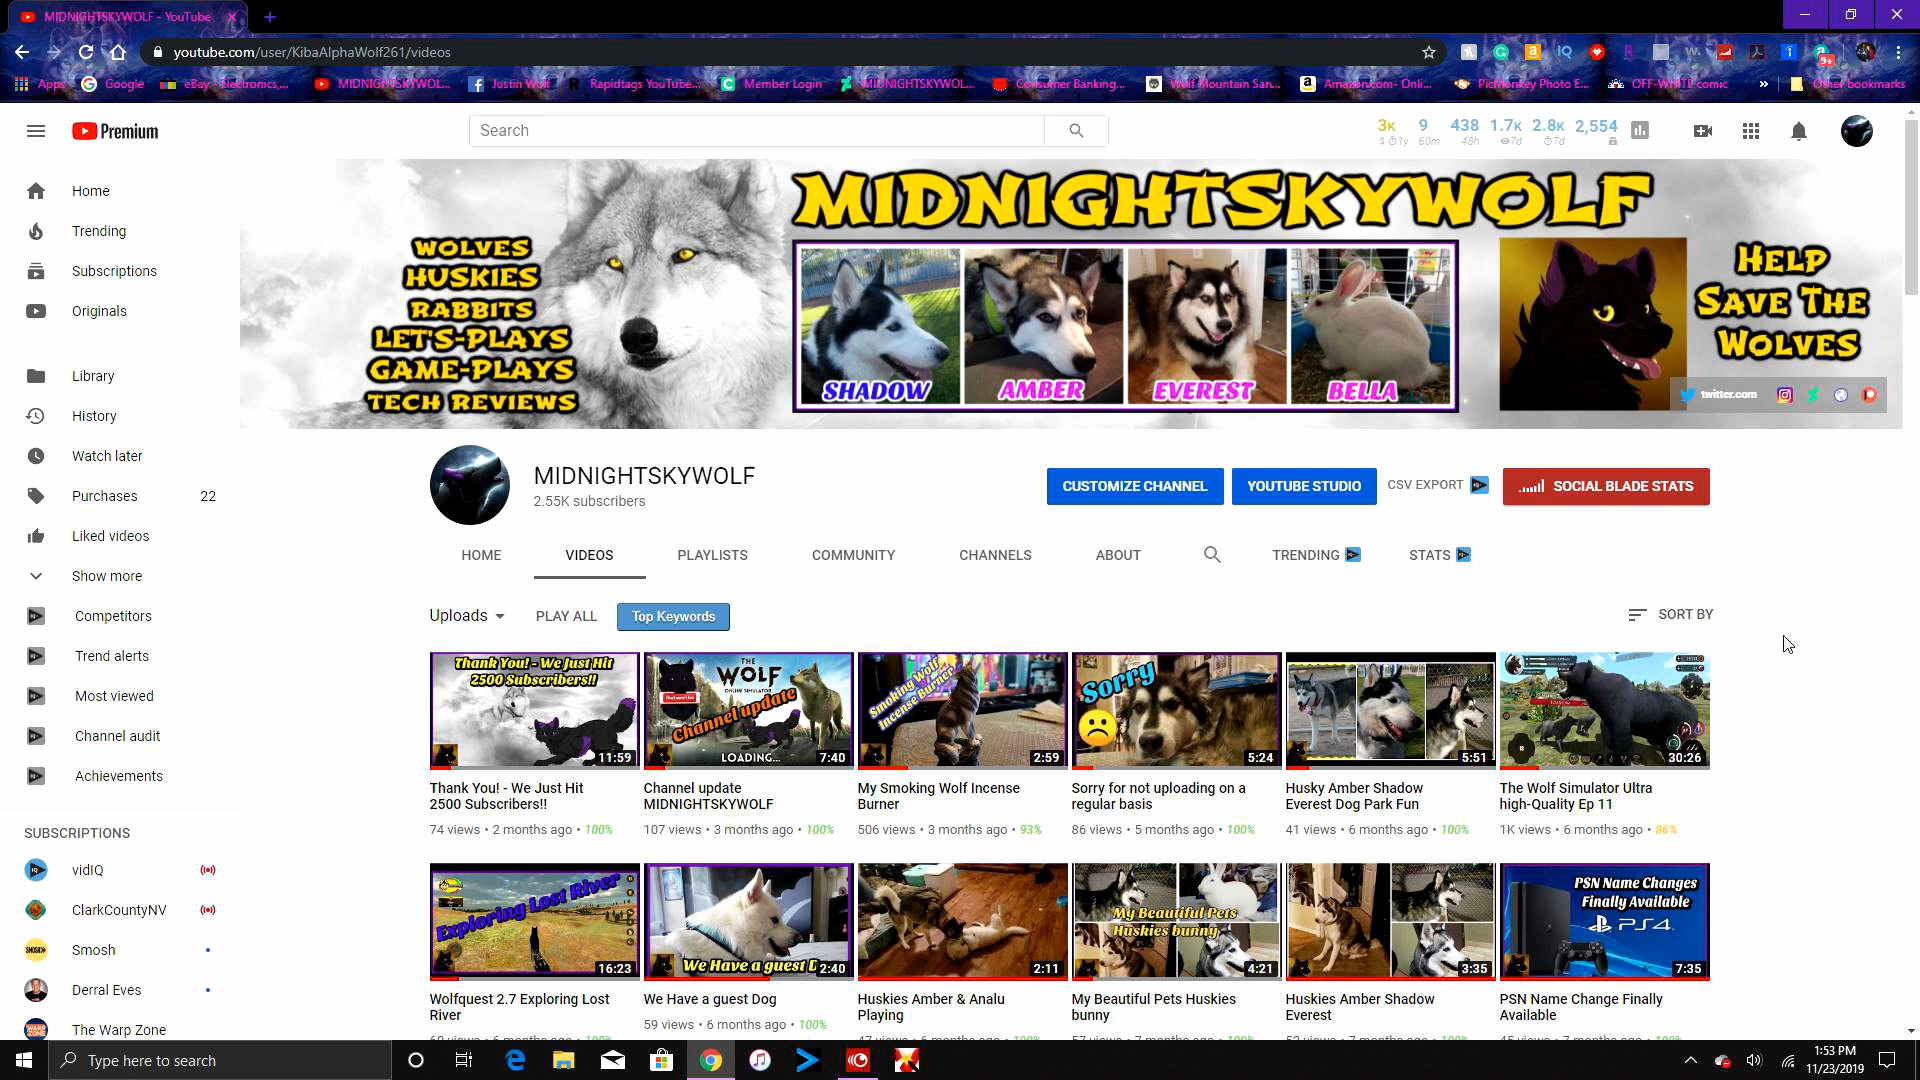 MIDNIGHTSKYWOLF - YouTube
youtube.com/user/KibaAlphaWolf261/videos
9+
Apps
Google
eBay - Electronics,...
MIDNIGHTSKYWOL...
Justin Wolf
Rapidtags YouTube...
Member Login
MIDNIGHTSKYWOL...
Consumer Banking...
Wolf Mountain San...
Amazon.com- Onli...
PicMonkey Photo E...
OFF-WHITE comic
»
Other bookmarks
Premium
Search
3K 9 438 1.7K 2.8K 2,554
1y 60m 48h 7d 7d
Home
Trending
Subscriptions
Originals
Library
History
Watch later
Purchases 22
Liked videos
Show more
Competitors
Trend alerts
Most viewed
Channel audit
Achievements
SUBSCRIPTIONS
vidIQ
ClarkCountyNV
Smosh
Derral Eves
The Warp Zone
MIDNIGHTSKYWOLF
WOLVES
HUSKIES
RABBITS
LET'S-PLAYS
GAME-PLAYS
TECH REVIEWS
SHADOW
AMBER
EVEREST
BELLA
HELP
SAVE THE
WOLVES
twitter.com
MIDNIGHTSKYWOLF
2.55K subscribers
CUSTOMIZE CHANNEL
YOUTUBE STUDIO
CSV EXPORT
SOCIAL BLADE STATS
HOME VIDEOS PLAYLISTS COMMUNITY CHANNELS ABOUT TRENDING STATS
Uploads PLAY ALL Top Keywords SORT BY
Thank You! - We Just Hit
2500 Subscribers!!
11:59
Thank You! - We Just Hit
2500 Subscribers!!
74 views • 2 months ago • 100%
THE
WOLF
ONLINE SIMULATOR
Channel update
LOADING...
7:40
Channel update
MIDNIGHTSKYWOLF
107 views • 3 months ago • 100%
Smoking Wolf
Incense Burner
2:59
My Smoking Wolf Incense
Burner
506 views • 3 months ago • 93%
Sorry
5:24
Sorry for not uploading on a
regular basis
86 views • 5 months ago • 100%
5:51
Husky Amber Shadow
Everest Dog Park Fun
41 views • 6 months ago • 100%
30:26
The Wolf Simulator Ultra
high-Quality Ep 11
1K views • 6 months ago • 86%
Exploring Lost River
16:23
Wolfquest 2.7 Exploring Lost
River
We Have a guest D
2:40
We Have a guest Dog
59 views • 6 months ago • 100%
2:11
Huskies Amber & Analu
Playing
My Beautiful Pets
Huskies bunny
4:21
My Beautiful Pets Huskies
bunny
3:35
Huskies Amber Shadow
Everest
PSN Name Changes
Finally Available
PS4
7:35
PSN Name Change Finally
Available
Type here to search
1:53 PM
11/23/2019